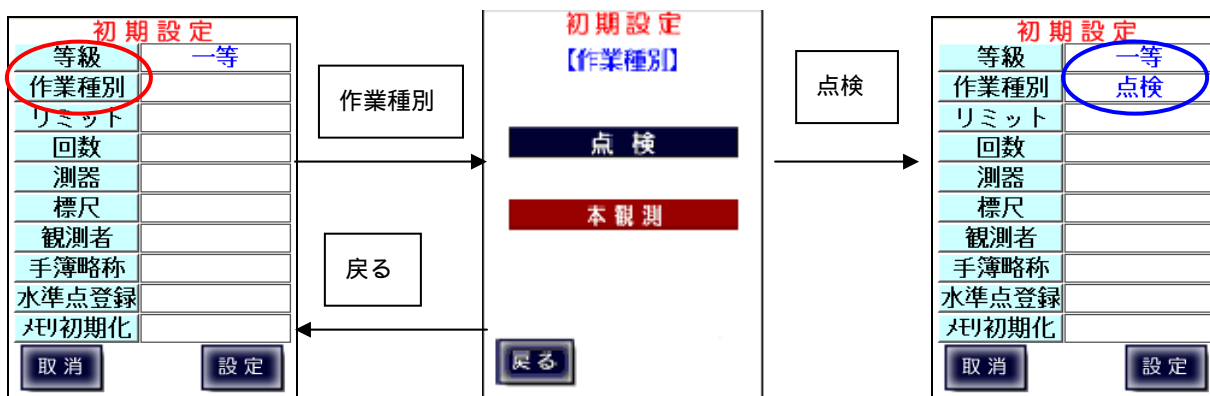 初期設定
等級 一等
作業種別
リミット
回数
測器
標尺
観測者
手簿略称
水準点登録
ﾒﾓﾘ初期化
取消 設定
作業種別
戻る
初期設定
【作業種別】
点検
本観測
戻る
点検
初期設定
等級 一等
作業種別 点検
リミット
回数
測器
標尺
観測者
手簿略称
水準点登録
ﾒﾓﾘ初期化
取消 設定